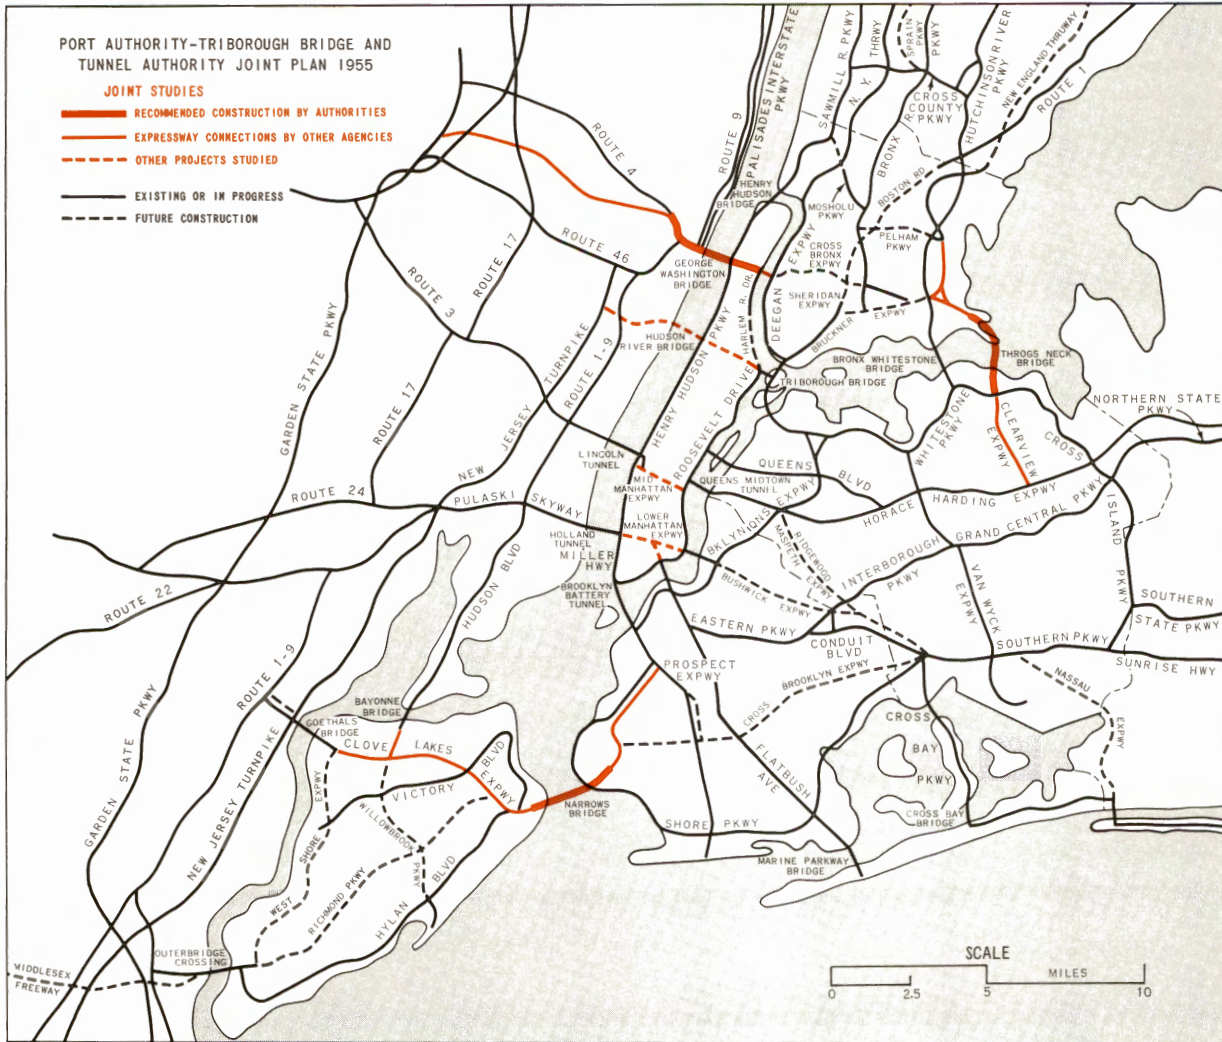 PORT AUTHORITY-TRIBOROUGH BRIDGE AND
TUNNEL AUTHORITY JOINT PLAN 1955
JOINT STUDIES
RECOMMENDED CONSTRUCTION BY AUTHORITIES
EXPRESSWAY CONNECTIONS BY OTHER AGENCIES
OTHER PROJECTS STUDIED
EXISTING OR IN PROGRESS
FUTURE CONSTRUCTION
ROUTE 4
ROUTE 9
PALISADES INTERSTATE
PKWY
SAWMILL R. PKWY
N. Y. THRWY
SPRAIN
PKWY
BRONX R. PKWY
CROSS
COUNTY
PKWY
HUTCHINSON RIVER
PKWY
NEW ENGLAND THRUWAY
ROUTE 1
HENRY
HUDSON
BRIDGE
MOSHOLU
PKWY
BOSTON RD
PELHAM
PKWY
CROSS
BRONX
EXPWY
SHERIDAN
EXPWY
BRUCKNER
EXPWY
DEEGAN
EXPWY
HARLEM R. DR.
ROUTE 46
ROUTE 17
ROUTE 3
GEORGE
WASHINGTON
BRIDGE
HUDSON
RIVER BRIDGE
HENRY HUDSON PKWY
ROOSEVELT DRIVE
BRONX WHITESTONE
BRIDGE
TRIBOROUGH BRIDGE
THROGS NECK
BRIDGE
GARDEN STATE PKWY
ROUTE 17
NEW JERSEY TURNPIKE
ROUTE 1-9
WHITESTONE
PKWY
CLEARVIEW
EXPWY
CROSS
ISLAND
PKWY
NORTHERN STATE
PKWY
LINCOLN
TUNNEL
MID
MANHATTAN
EXPWY
QUEENS MIDTOWN
TUNNEL
QUEENS
BLVD
HORACE HARDING EXPWY
GRAND CENTRAL PKWY
ROUTE 24
NEW
PULASKI SKYWAY
HOLLAND
TUNNEL
LOWER
MANHATTAN
EXPWY
MILLER
HWY
BROOKLYN
BATTERY
TUNNEL
BKLYN QNS EXPWY
MASPETH
RIDGEWOOD
EXPWY
BUSHWICK EXPWY
INTERBOROUGH
PKWY
VAN WYCK
EXPWY
EASTERN PKWY
CONDUIT
BLVD
SOUTHERN PKWY
SOUTHERN
STATE PKWY
SUNRISE HWY
ROUTE 22
HUDSON BLVD
ROUTE 1-9
PROSPECT
EXPWY
CROSS
BROOKLYN EXPWY
NASSAU
EXPWY
BAYONNE
BRIDGE
GOETHALS
BRIDGE
CLOVE LAKES
EXPWY
VICTORY
BLVD
WILLOWBROOK
PKWY
WEST
SHORE
EXPWY
RICHMOND PKWY
HYLAN BLVD
NARROWS
BRIDGE
SHORE PKWY
FLATBUSH
AVE
CROSS
BAY
PKWY
CROSS BAY
BRIDGE
MARINE PARKWAY
BRIDGE
GARDEN STATE PKWY
NEW JERSEY TURNPIKE
OUTERBRIDGE
CROSSING
MIDDLESEX
FREEWAY
SCALE
MILES
0 2.5 5 10